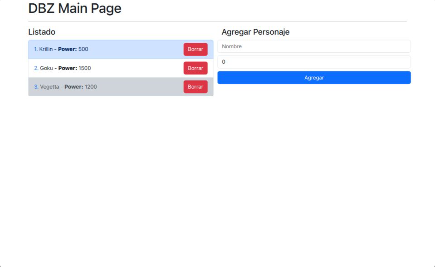 DBZ Main Page
Listado
1. Krilin - Power: 500
Borrar
2. Goku - Power: 1500
Borrar
3. Vegetta - Power: 1200
Borrar
Agregar Personaje
Nombre
0
Agregar